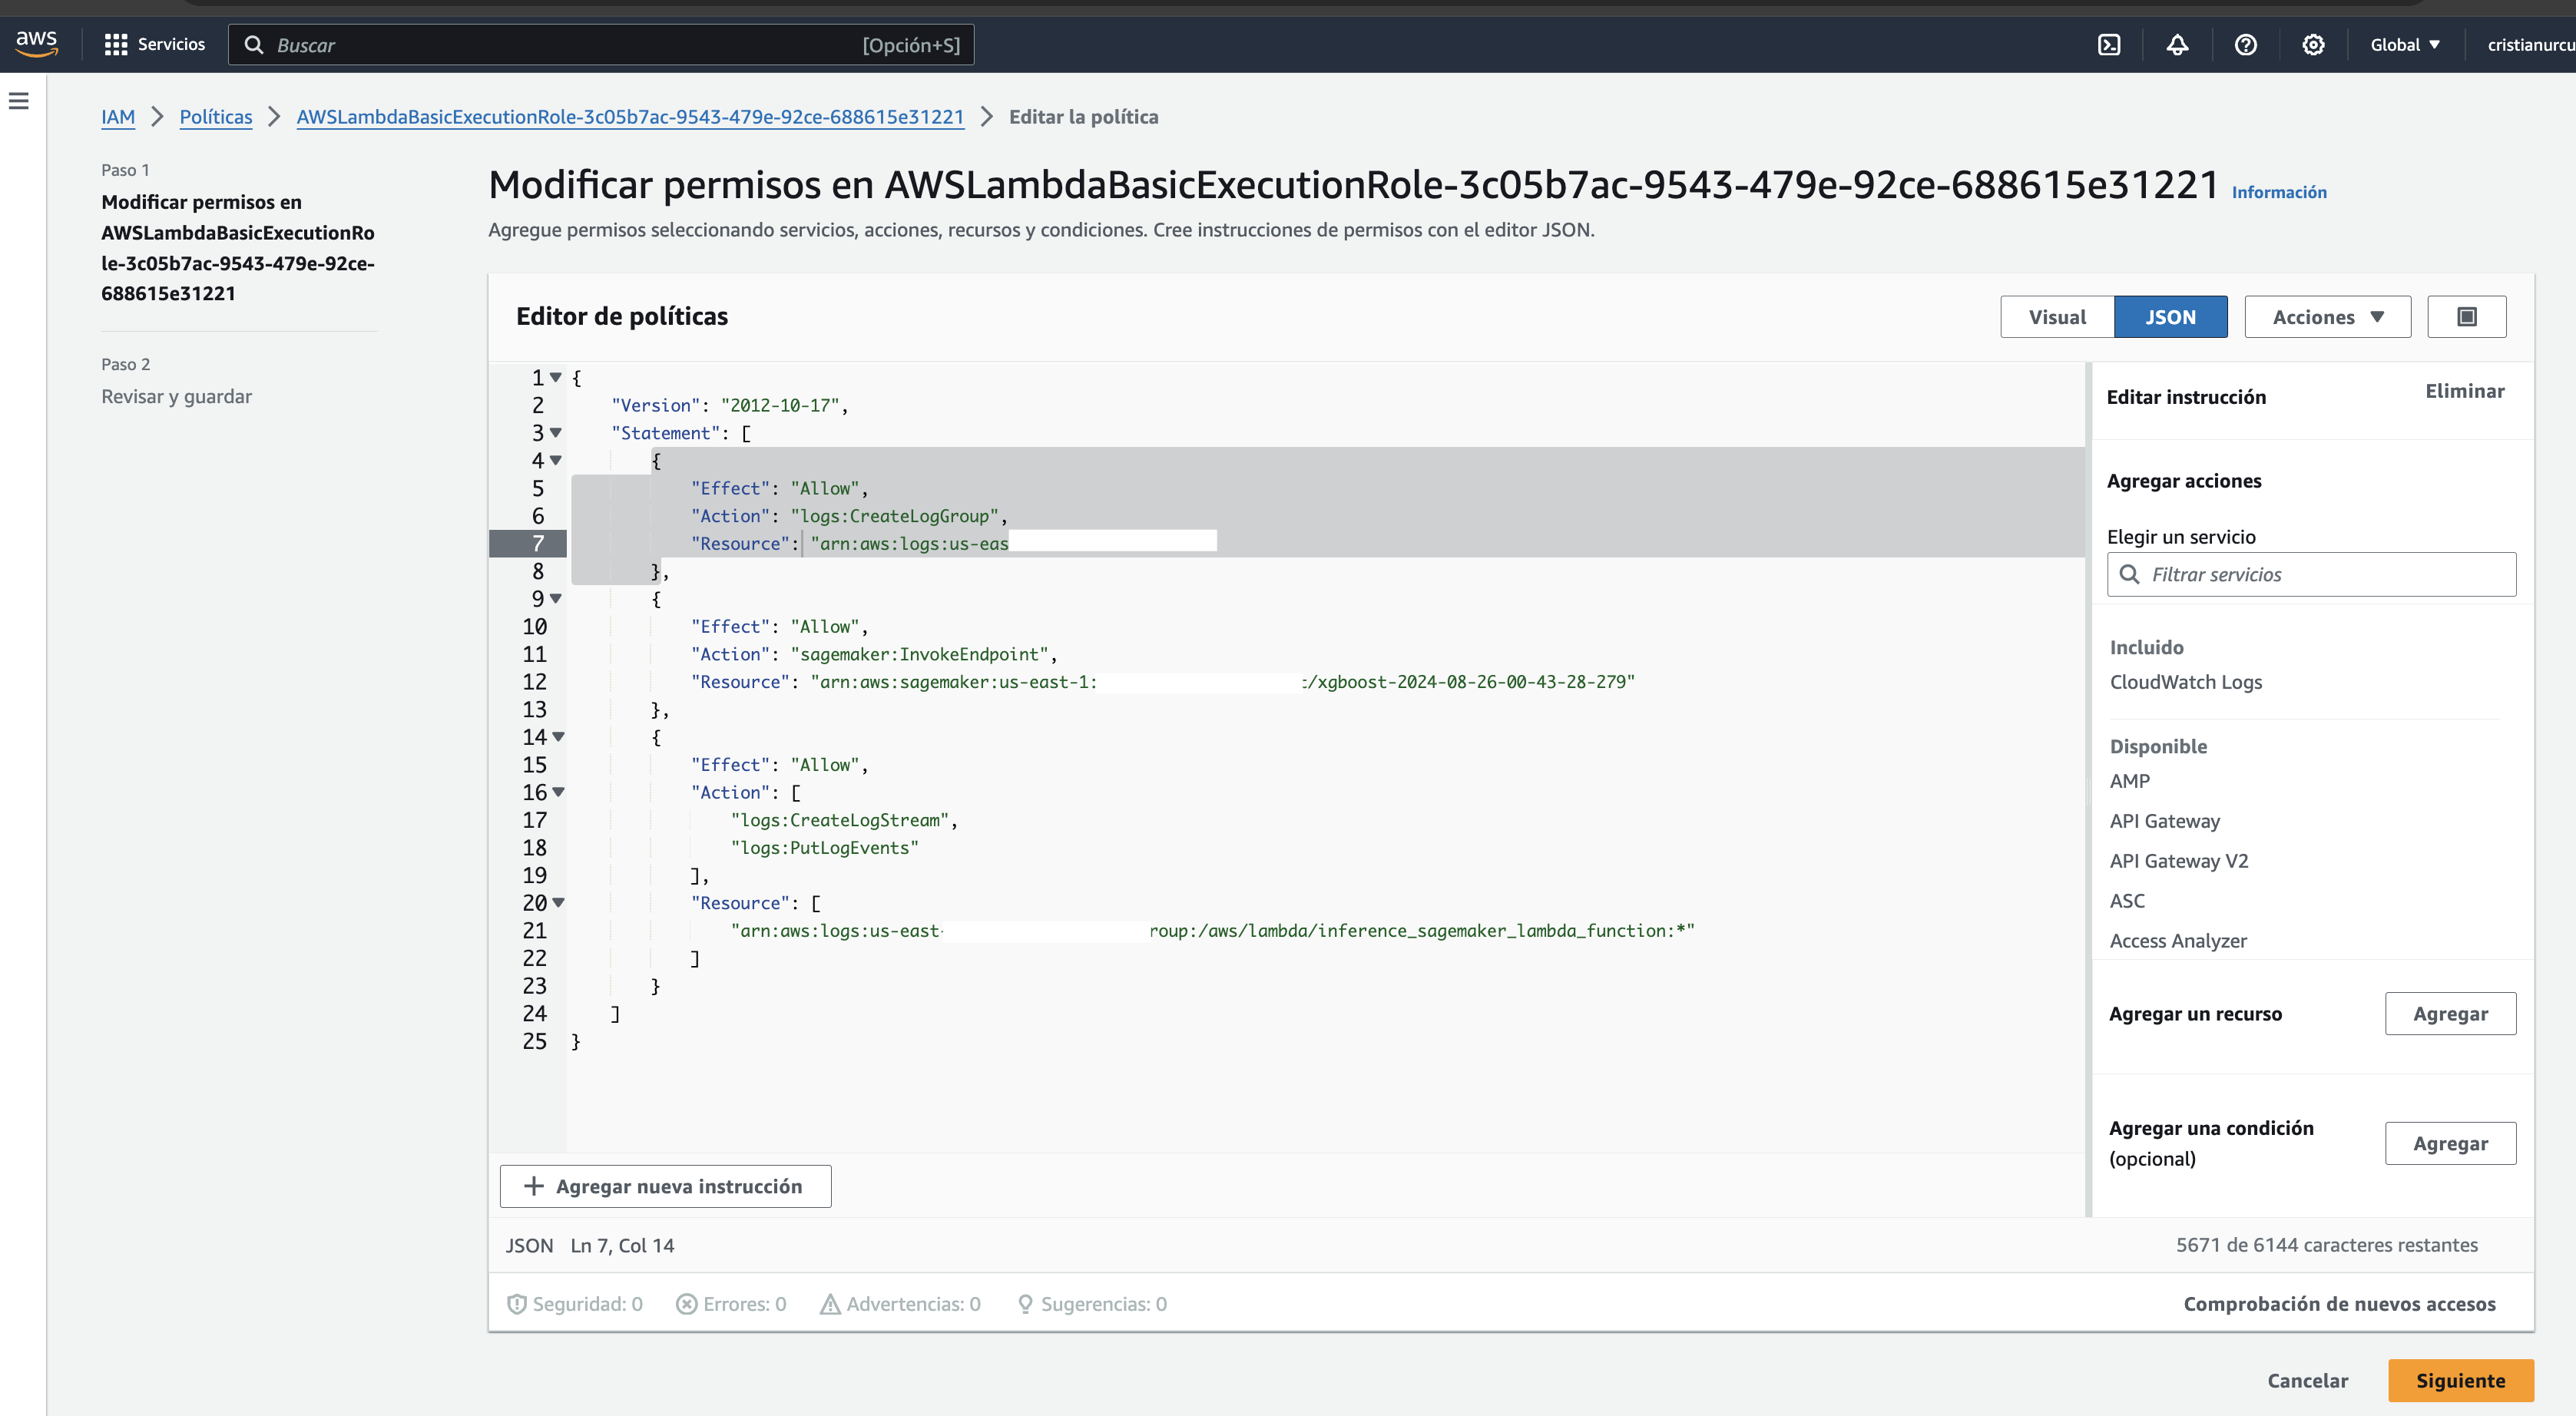 aws
Servicios
Buscar
[Opción+S]
Global
cristianurcu
IAM
Políticas
AWSLambdaBasicExecutionRole-3c05b7ac-9543-479e-92ce-688615e31221
Editar la política
Paso 1
Modificar permisos en
AWSLambdaBasicExecutionRo
le-3c05b7ac-9543-479e-92ce-
688615e31221
Paso 2
Revisar y guardar
Modificar permisos en AWSLambdaBasicExecutionRole-3c05b7ac-9543-479e-92ce-688615e31221 Información
Agregue permisos seleccionando servicios, acciones, recursos y condiciones. Cree instrucciones de permisos con el editor JSON.
Editor de políticas
Visual
JSON
Acciones
1 {
2 "Version": "2012-10-17",
3 "Statement": [
4 {
5 "Effect": "Allow",
6 "Action": "logs:CreateLogGroup",
7 "Resource": "arn:aws:logs:us-eas
8 },
9 {
10 "Effect": "Allow",
11 "Action": "sagemaker:InvokeEndpoint",
12 "Resource": "arn:aws:sagemaker:us-east-1: /xgboost-2024-08-26-00-43-28-279"
13 },
14 {
15 "Effect": "Allow",
16 "Action": [
17 "logs:CreateLogStream",
18 "logs:PutLogEvents"
19 ],
20 "Resource": [
21 "arn:aws:logs:us-east- roup:/aws/lambda/inference_sagemaker_lambda_function:*"
22 ]
23 }
24 ]
25 }
Agregar nueva instrucción
JSON Ln 7, Col 14
5671 de 6144 caracteres restantes
Seguridad: 0
Errores: 0
Advertencias: 0
Sugerencias: 0
Comprobación de nuevos accesos
Editar instrucción
Eliminar
Agregar acciones
Elegir un servicio
Filtrar servicios
Incluido
CloudWatch Logs
Disponible
AMP
API Gateway
API Gateway V2
ASC
Access Analyzer
Agregar un recurso
Agregar
Agregar una condición
(opcional)
Agregar
Cancelar
Siguiente